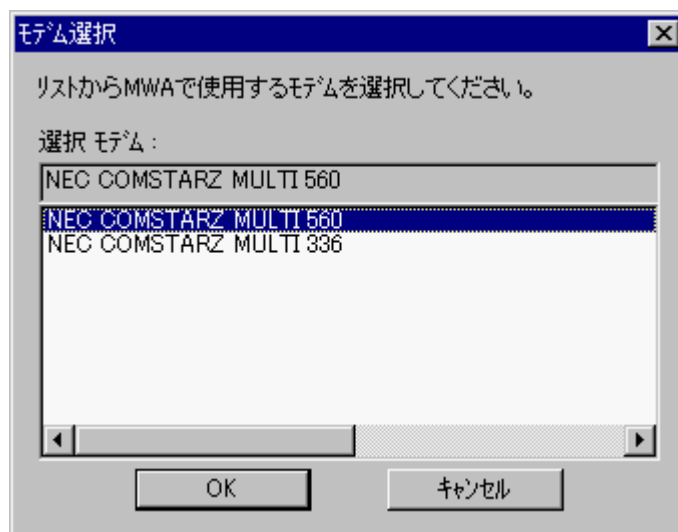 ﾓﾃﾞﾑ選択
リストからMWAで使用するﾓﾃﾞﾑを選択してください。
選択 ﾓﾃﾞﾑ :
NEC COMSTARZ MULTI 560
NEC COMSTARZ MULTI 560
NEC COMSTARZ MULTI 336
OK
ｷｬﾝｾﾙ